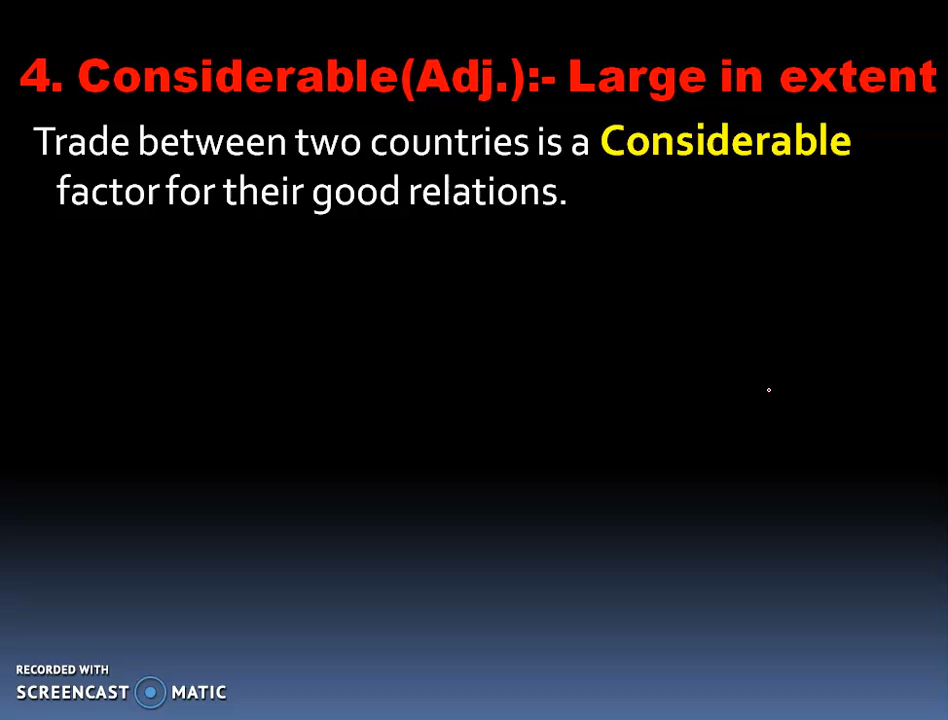 4. Considerable(Adj.):- Large in extent
Trade between two countries is a Considerable
factor for their good relations.
RECORDED WITH
SCREENCAST MATIC